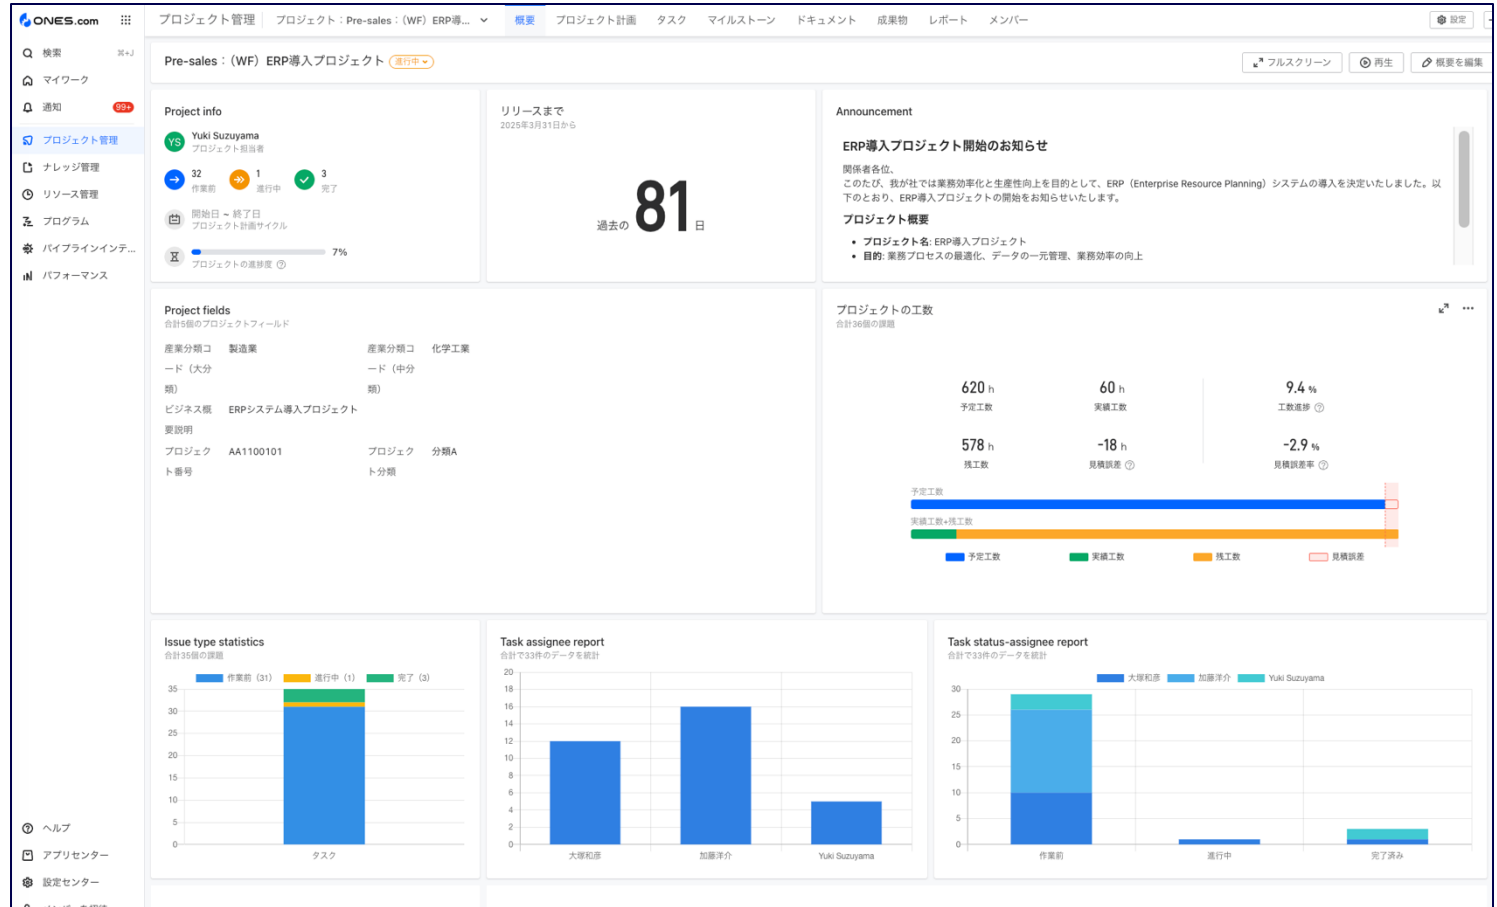 ONES.com
プロジェクト管理
プロジェクト：Pre-sales：（WF）ERP導...
概要
プロジェクト計画
タスク
マイルストーン
ドキュメント
成果物
レポート
メンバー
設定
検索
⌘+J
マイワーク
通知
99+
プロジェクト管理
ナレッジ管理
リソース管理
プログラム
パイプラインインテ...
パフォーマンス
ヘルプ
アプリセンター
設定センター
Pre-sales：（WF）ERP導入プロジェクト
進行中
フルスクリーン
再生
概要を編集
Project info
YS
Yuki Suzuyama
プロジェクト担当者
32
作業前
1
進行中
3
完了
開始日 ~ 終了日
プロジェクト計画サイクル
7%
プロジェクトの進捗度
リリースまで
2025年3月31日から
過去の 81 日
Announcement
ERP導入プロジェクト開始のお知らせ
関係者各位、
このたび、我が社では業務効率化と生産性向上を目的として、ERP（Enterprise Resource Planning）システムの導入を決定いたしました。以
下のとおり、ERP導入プロジェクトの開始をお知らせいたします。
プロジェクト概要
• プロジェクト名: ERP導入プロジェクト
• 目的: 業務プロセスの最適化、データの一元管理、業務効率の向上
Project fields
合計5個のプロジェクトフィールド
産業分類コ
ード（大分
類）
製造業
産業分類コ
ード（中分
類）
化学工業
ビジネス概
要説明
ERPシステム導入プロジェクト
プロジェク
ト番号
AA1100101
プロジェク
ト分類
分類A
プロジェクトの工数
合計36個の課題
620 h
予定工数
60 h
実績工数
9.4 %
工数進捗
578 h
残工数
-18 h
見積誤差
-2.9 %
見積誤差率
予定工数
実績工数+残工数
予定工数
実績工数
残工数
見積誤差
Issue type statistics
合計35個の課題
作業前（31）
進行中（1）
完了（3）
35
30
25
20
15
10
5
0
タスク
Task assignee report
合計で33件のデータを統計
20
18
16
14
12
10
8
6
4
2
0
大塚和彦
加藤洋介
Yuki Suzuyama
Task status-assignee report
合計で33件のデータを統計
大塚和彦
加藤洋介
Yuki Suzuyama
30
25
20
15
10
5
0
作業前
進行中
完了済み